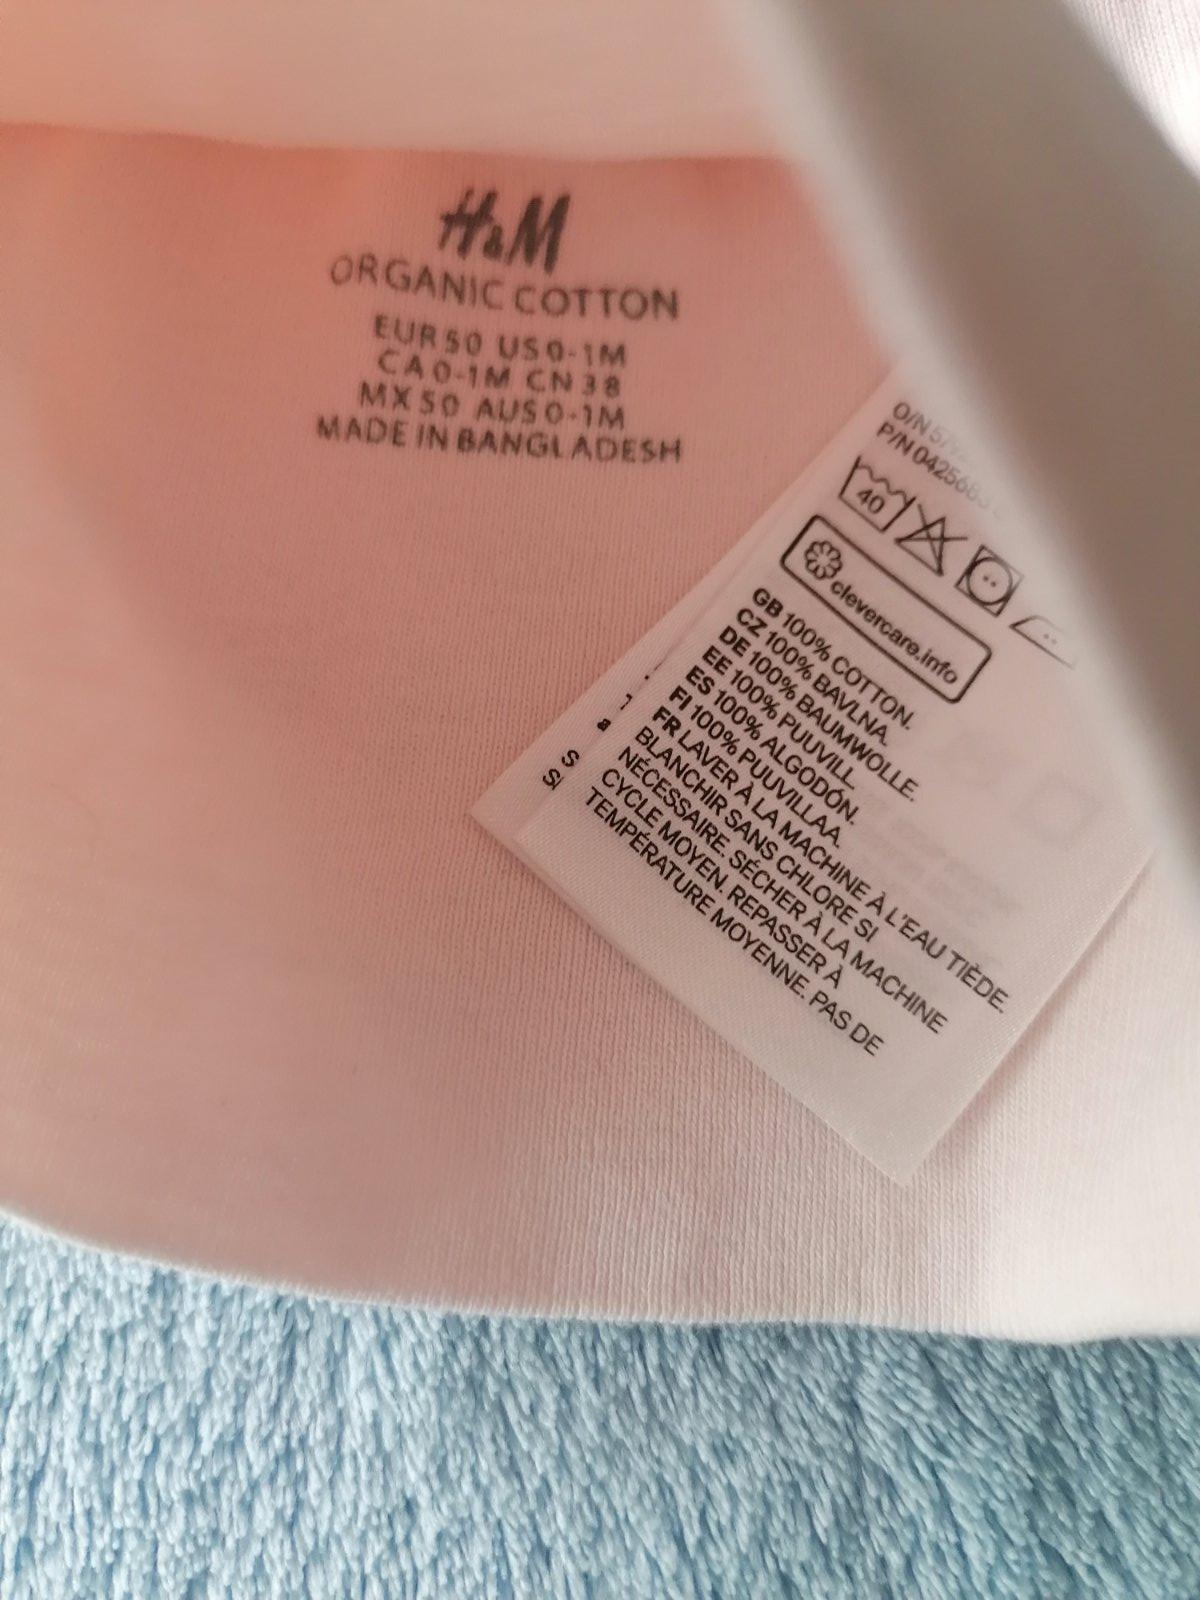 H&M
ORGANIC COTTON
EUR 50 US 0-1M
CA 0-1M CN 38
MX 50 AUS 0-1M
MADE IN BANGLADESH
O/N
P/N
40
clevercare.info
GB 100% COTTON.
CZ 100% BAVLNA.
DE 100% BAUMWOLLE.
EE 100% PUUVILL.
ES 100% ALGODÓN.
FI 100% PUUVILLAA.
FR LAVER À LA MACHINE À L'EAU TIÈDE.
BLANCHIR SANS CHLORE SI
NÉCESSAIRE. SÉCHER À LA MACHINE
CYCLE MOYEN. REPASSER À
TEMPÉRATURE MOYENNE. PAS DE